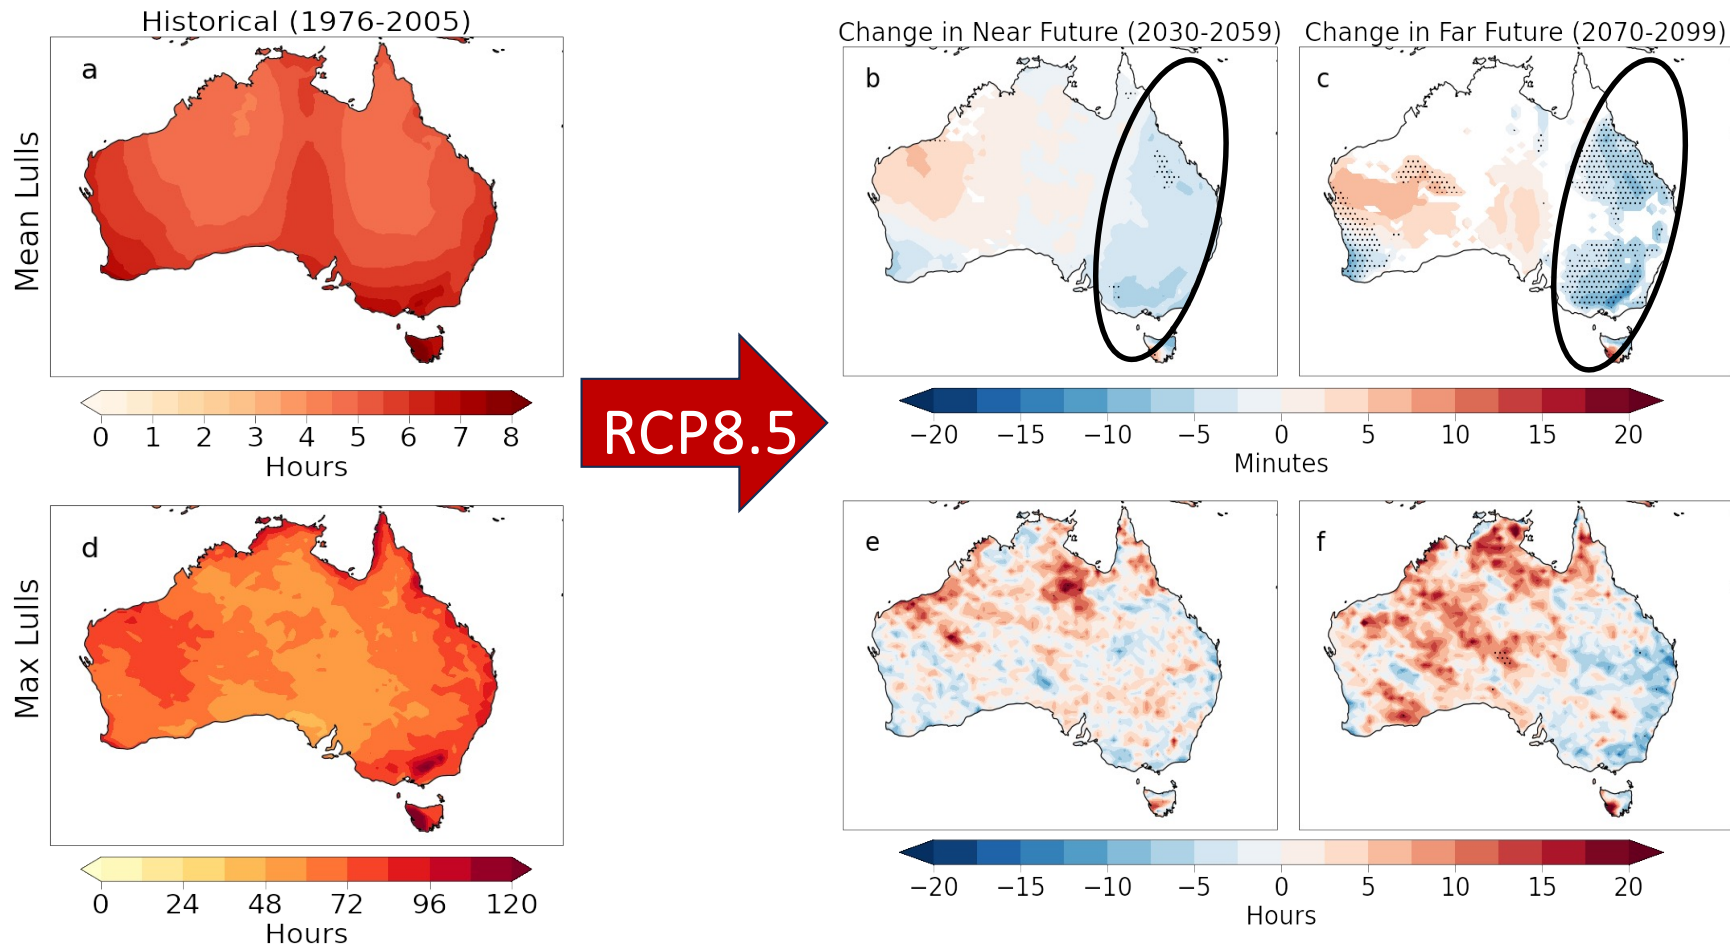 Historical (1976-2005)
Change in Near Future (2030-2059)
Change in Far Future (2070-2099)
Mean Lulls
a
b
c
0 1 2 3 4 5 6 7 8
Hours
RCP8.5
−20 −15 −10 −5 0 5 10 15 20
Minutes
Max Lulls
d
e
f
0 24 48 72 96 120
Hours
−20 −15 −10 −5 0 5 10 15 20
Hours